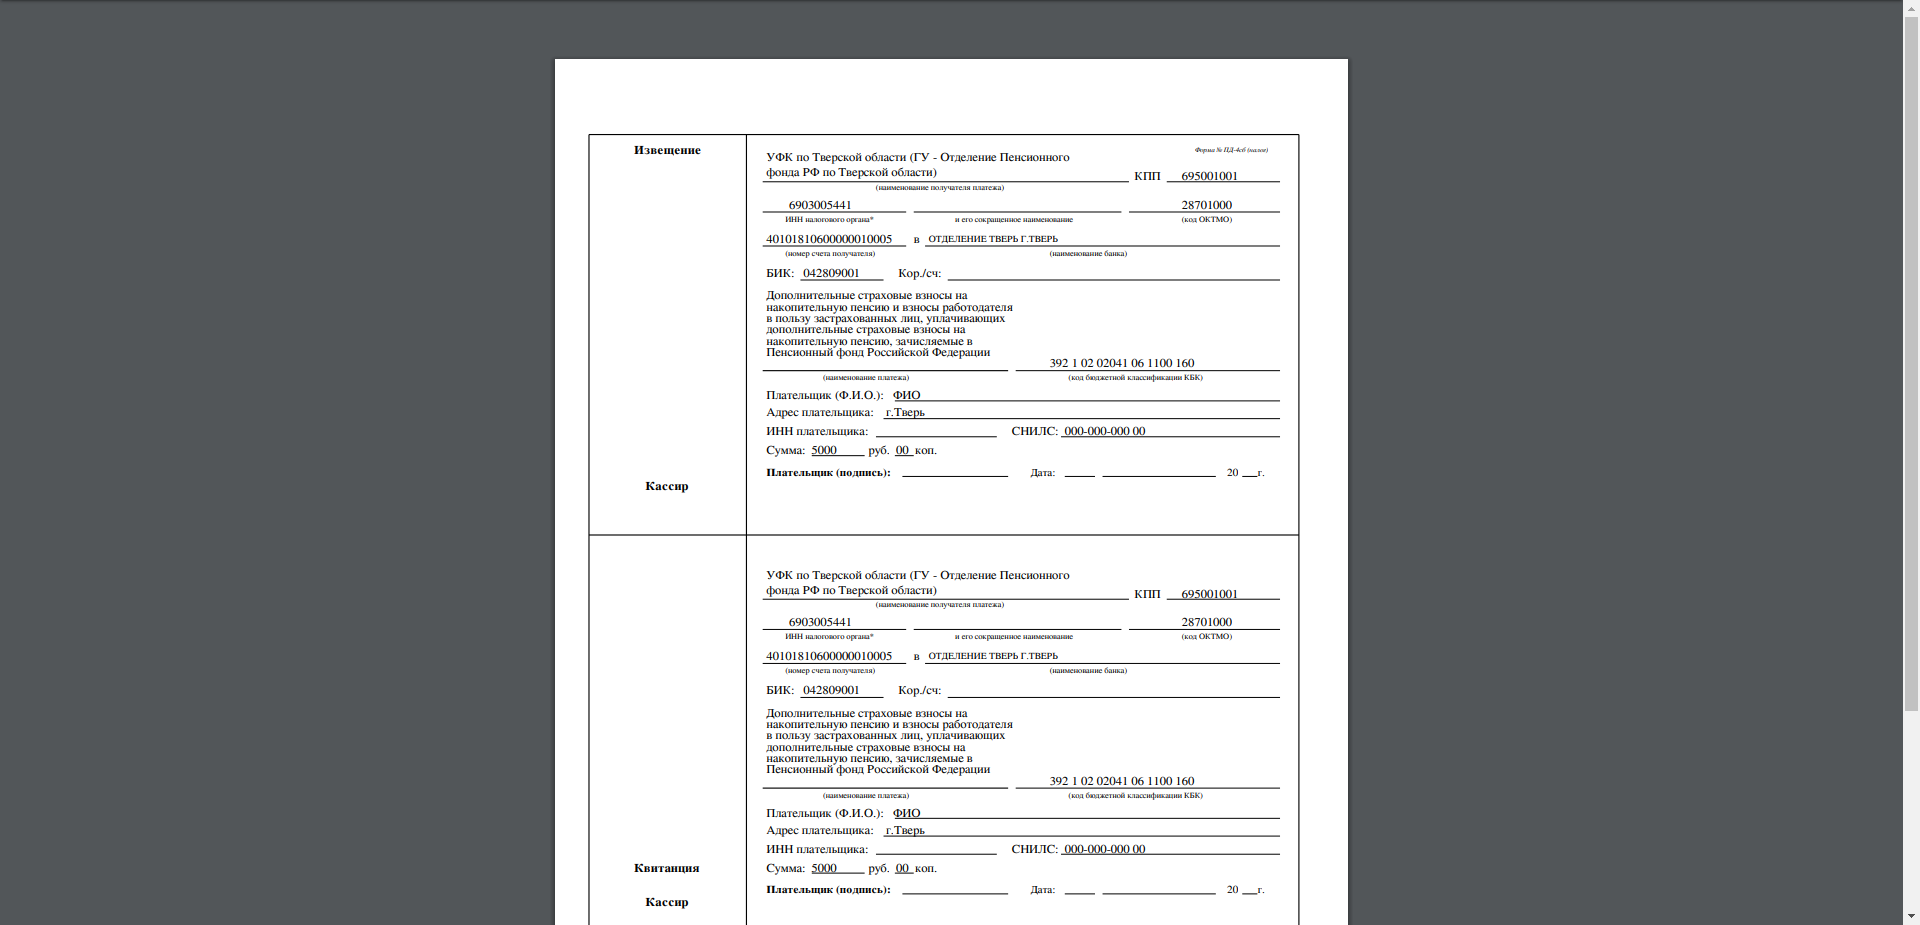 Извещение
Форма № ПД-4сб (налог)
УФК по Тверской области (ГУ - Отделение Пенсионного
фонда РФ по Тверской области) КПП 695001001
(наименование получателя платежа)
6903005441 28701000
ИНН налогового органа* и его сокращенное наименование (код ОКТМО)
40101810600000010005 в ОТДЕЛЕНИЕ ТВЕРЬ Г.ТВЕРЬ
(номер счета получателя) (наименование банка)
БИК: 042809001 Кор./сч:
Дополнительные страховые взносы на
накопительную пенсию и взносы работодателя
в пользу застрахованных лиц, уплачивающих
дополнительные страховые взносы на
накопительную пенсию, зачисляемые в
Пенсионный фонд Российской Федерации
392 1 02 02041 06 1100 160
(наименование платежа) (код бюджетной классификации КБК)
Плательщик (Ф.И.О.): ФИО
Адрес плательщика: г.Тверь
ИНН плательщика: СНИЛС: 000-000-000 00
Сумма: 5000 руб. 00 коп.
Плательщик (подпись): Дата: 20 г.
Кассир
УФК по Тверской области (ГУ - Отделение Пенсионного
фонда РФ по Тверской области) КПП 695001001
(наименование получателя платежа)
6903005441 28701000
ИНН налогового органа* и его сокращенное наименование (код ОКТМО)
40101810600000010005 в ОТДЕЛЕНИЕ ТВЕРЬ Г.ТВЕРЬ
(номер счета получателя) (наименование банка)
БИК: 042809001 Кор./сч:
Дополнительные страховые взносы на
накопительную пенсию и взносы работодателя
в пользу застрахованных лиц, уплачивающих
дополнительные страховые взносы на
накопительную пенсию, зачисляемые в
Пенсионный фонд Российской Федерации
392 1 02 02041 06 1100 160
(наименование платежа) (код бюджетной классификации КБК)
Плательщик (Ф.И.О.): ФИО
Адрес плательщика: г.Тверь
ИНН плательщика: СНИЛС: 000-000-000 00
Квитанция
Сумма: 5000 руб. 00 коп.
Плательщик (подпись): Дата: 20 г.
Кассир